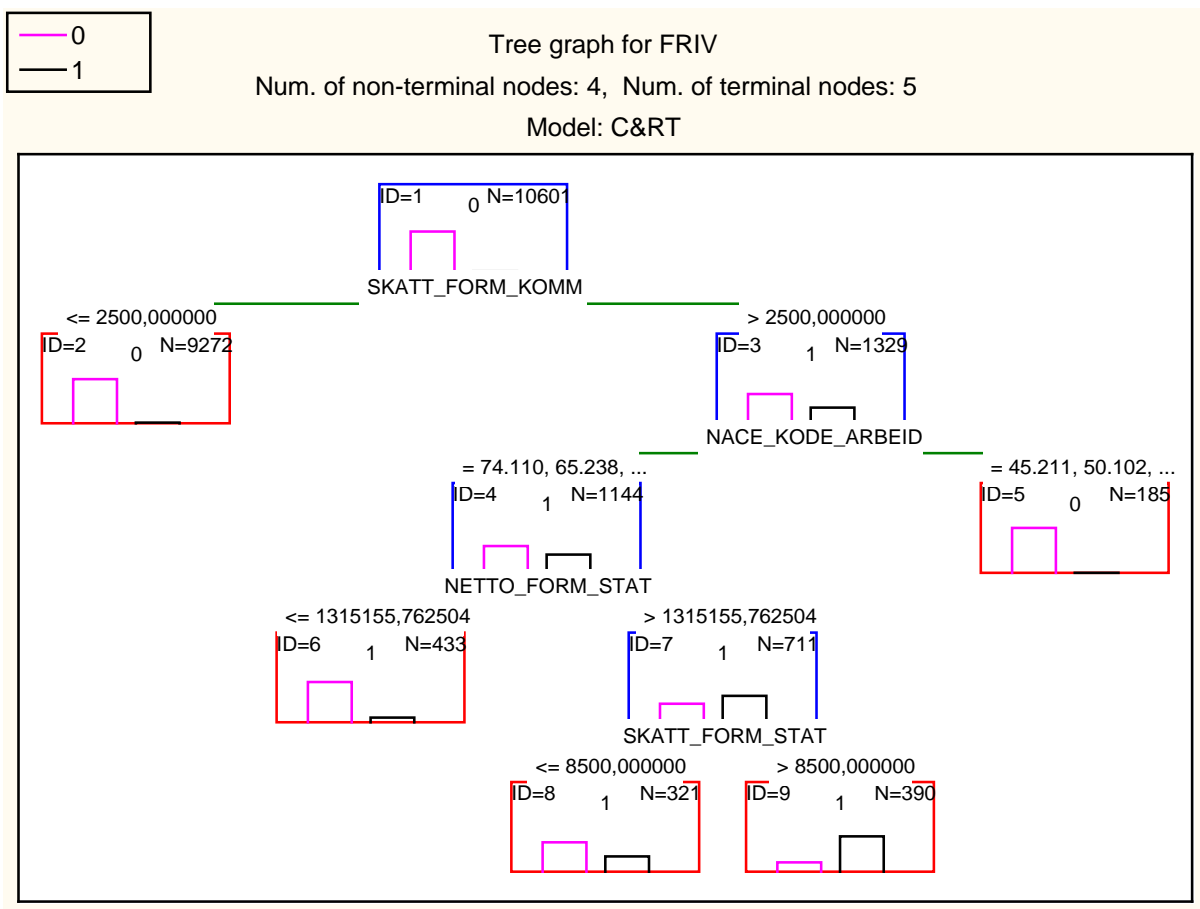 0
1
Tree graph for FRIV
Num. of non-terminal nodes: 4,  Num. of terminal nodes: 5
Model: C&RT
ID=1 0 N=10601
SKATT_FORM_KOMM
<= 2500,000000 > 2500,000000
ID=2 0 N=9272 ID=3 1 N=1329
NACE_KODE_ARBEID
= 74.110, 65.238, ... = 45.211, 50.102, ...
ID=4 1 N=1144 ID=5 0 N=185
NETTO_FORM_STAT
<= 1315155,762504 > 1315155,762504
ID=6 1 N=433 ID=7 1 N=711
SKATT_FORM_STAT
<= 8500,000000 > 8500,000000
ID=8 1 N=321 ID=9 1 N=390